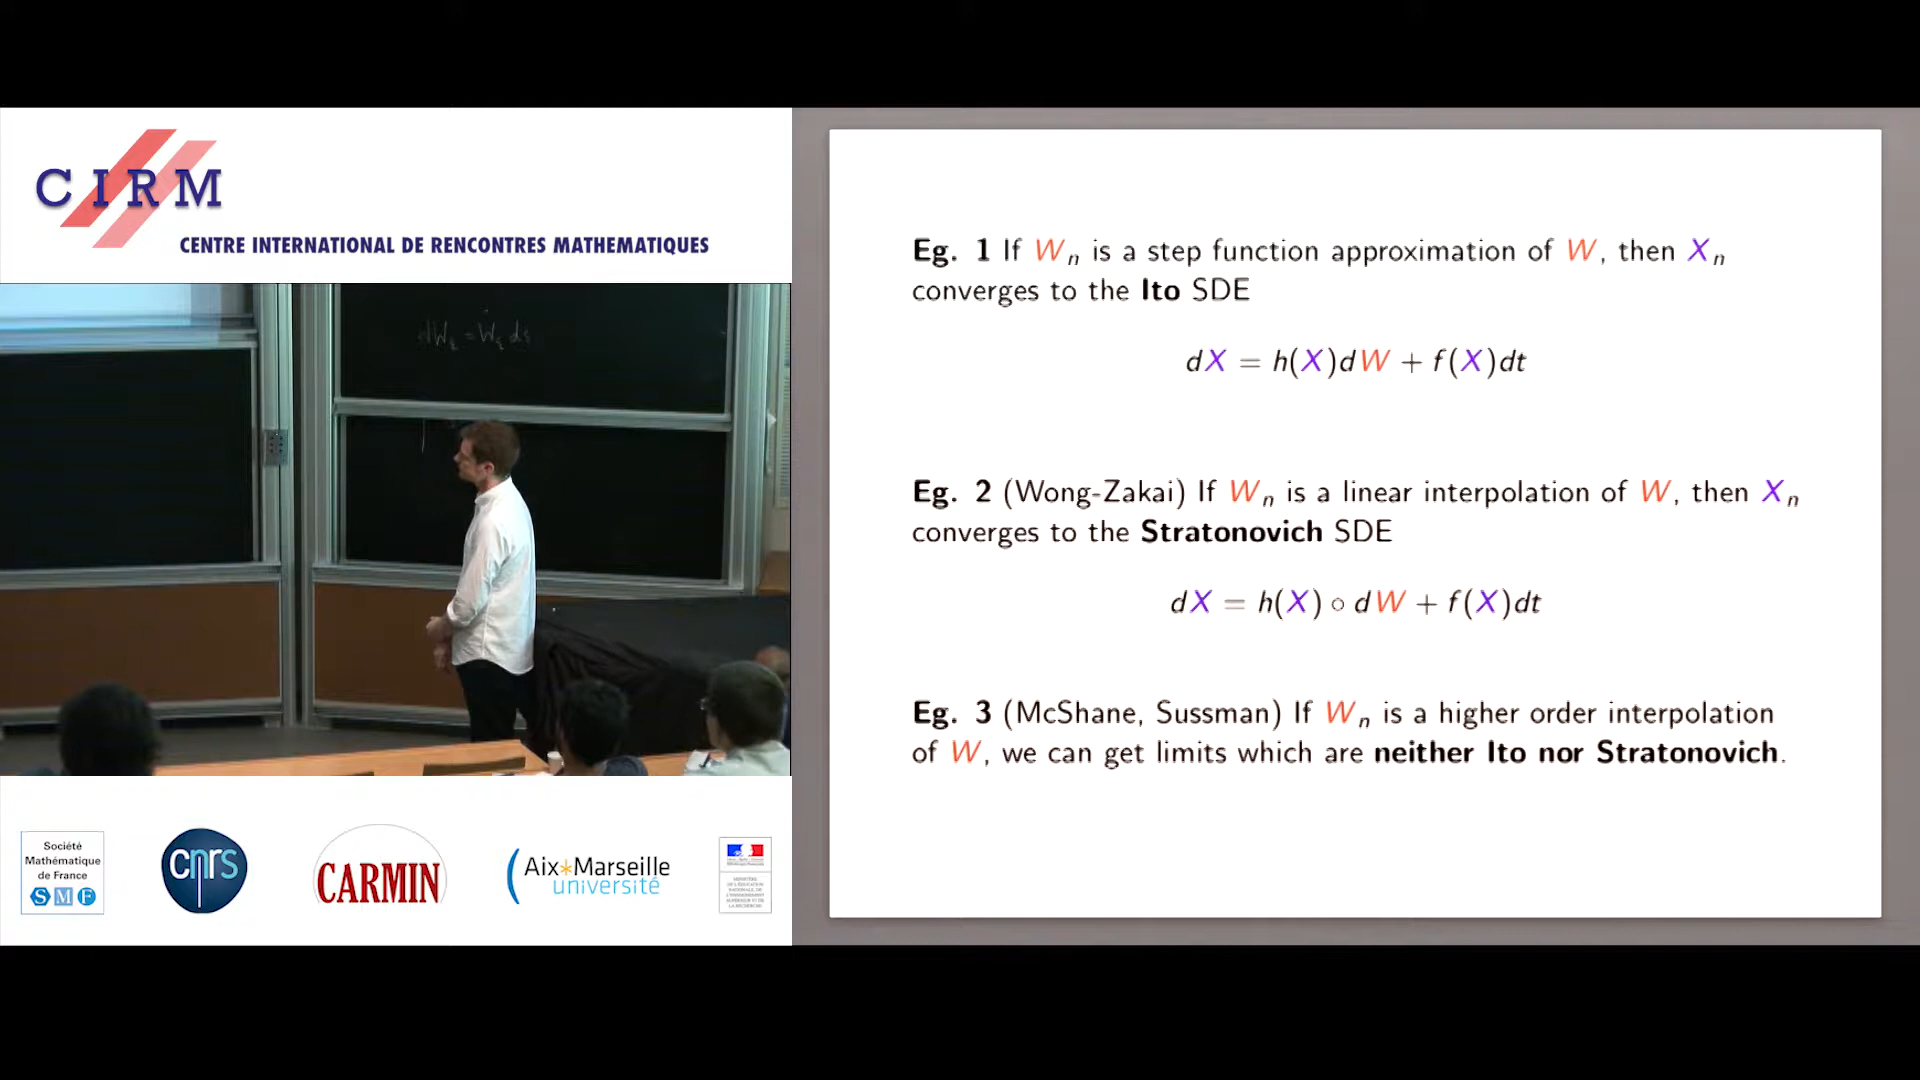 CIRM
CENTRE INTERNATIONAL DE RENCONTRES MATHEMATIQUES
Société
Mathématique
de France
SMF
cnrs
CARMIN
Aix*Marseille
université
Eg. 1 If Wn is a step function approximation of W, then Xn
converges to the Ito SDE
dX = h(X)dW + f(X)dt
Eg. 2 (Wong-Zakai) If Wn is a linear interpolation of W, then Xn
converges to the Stratonovich SDE
dX = h(X) ∘ dW + f(X)dt
Eg. 3 (McShane, Sussman) If Wn is a higher order interpolation
of W, we can get limits which are neither Ito nor Stratonovich.